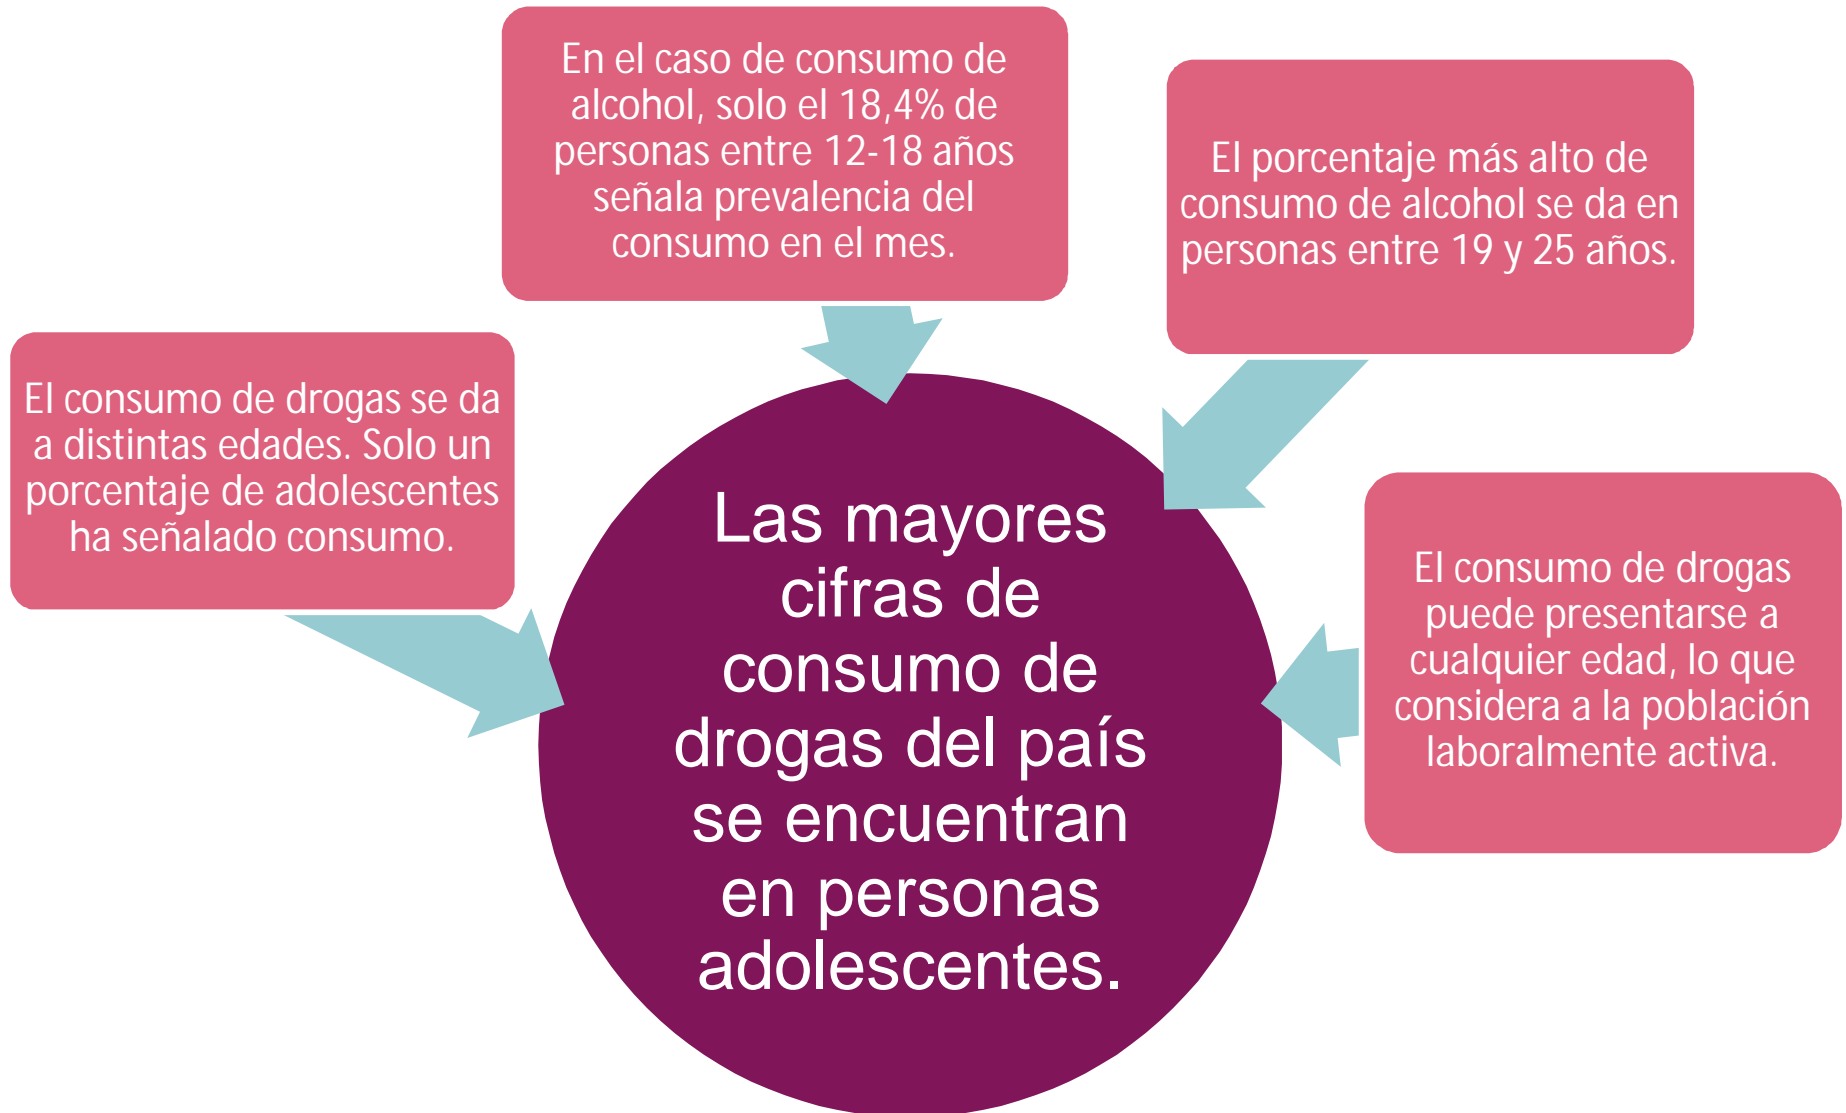 En el caso de consumo de
alcohol, solo el 18,4% de
personas entre 12-18 años
señala prevalencia del
consumo en el mes.
El porcentaje más alto de
consumo de alcohol se da en
personas entre 19 y 25 años.
El consumo de drogas se da
a distintas edades. Solo un
porcentaje de adolescentes
ha señalado consumo.
Las mayores
cifras de
consumo de
drogas del país
se encuentran
en personas
adolescentes.
El consumo de drogas
puede presentarse a
cualquier edad, lo que
considera a la población
laboralmente activa.